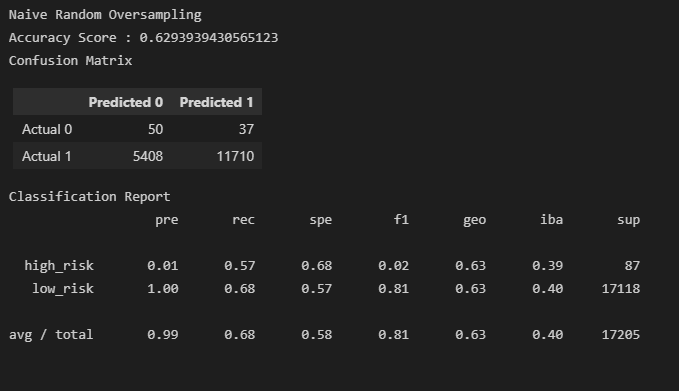 Naive Random Oversampling
Accuracy Score : 0.6293939430565123
Confusion Matrix
Predicted 0 Predicted 1
Actual 0 50 37
Actual 1 5408 11710
Classification Report
pre rec spe f1 geo iba sup
high_risk 0.01 0.57 0.68 0.02 0.63 0.39 87
low_risk 1.00 0.68 0.57 0.81 0.63 0.40 17118
avg / total 0.99 0.68 0.58 0.81 0.63 0.40 17205